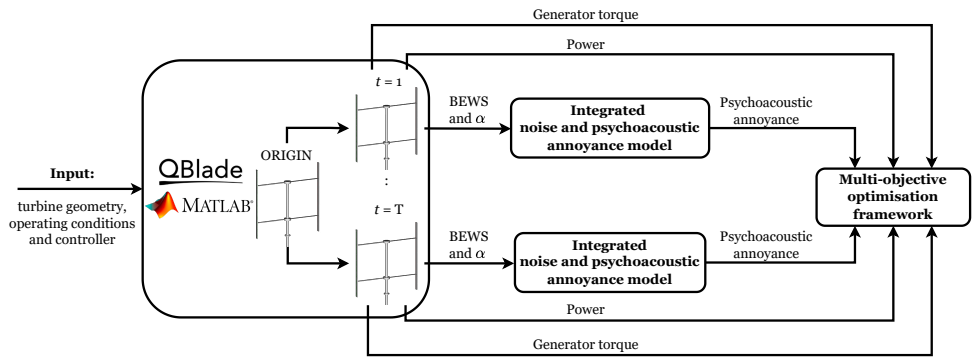 Generator torque
Power
t = 1
BEWS
and α
Integrated
noise and psychoacoustic
annoyance model
Psychoacoustic
annoyance
ORIGIN
Input:
turbine geometry,
operating conditions
and controller
QBlade
MATLAB®
:
t = T
Multi-objective
optimisation
framework
BEWS
and α
Integrated
noise and psychoacoustic
annoyance model
Psychoacoustic
annoyance
Power
Generator torque